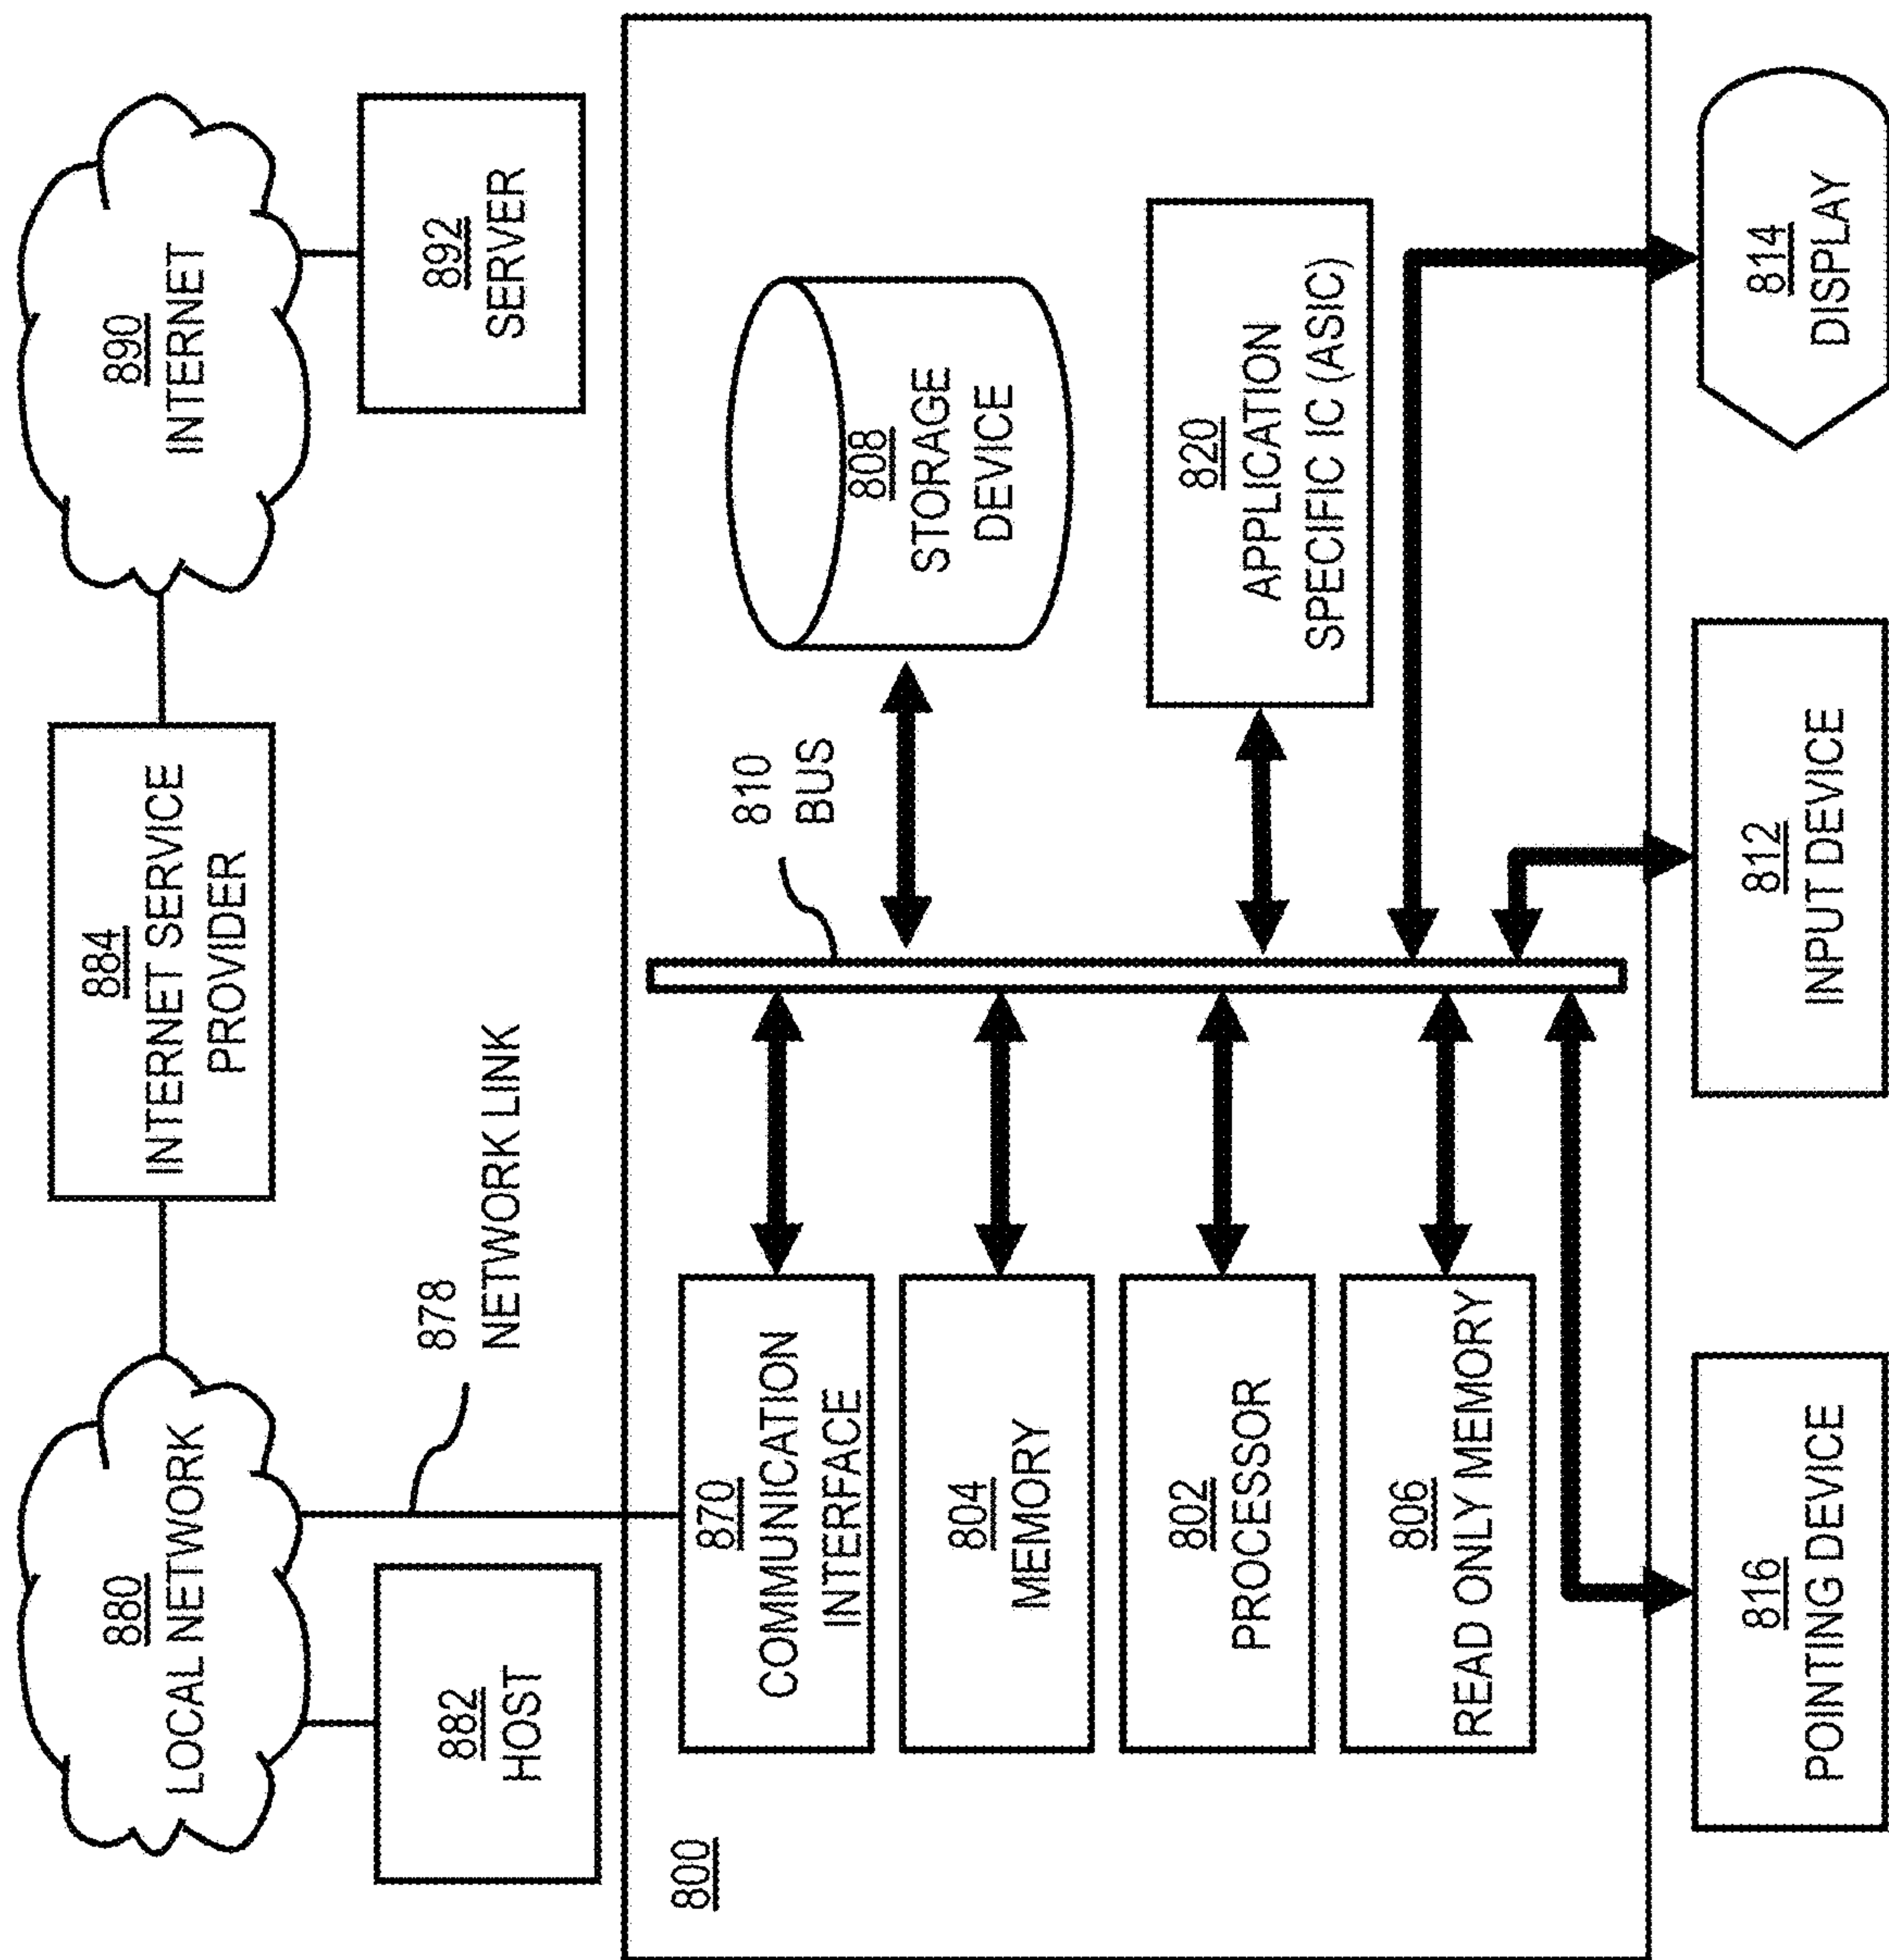 880
LOCAL NETWORK
884
INTERNET SERVICE
PROVIDER
890
INTERNET
882
HOST
878
NETWORK LINK
892
SERVER
800
870
COMMUNICATION
INTERFACE
810
BUS
808
STORAGE
DEVICE
804
MEMORY
802
PROCESSOR
820
APPLICATION
SPECIFIC IC (ASIC)
806
READ ONLY MEMORY
816
POINTING DEVICE
812
INPUT DEVICE
814
DISPLAY